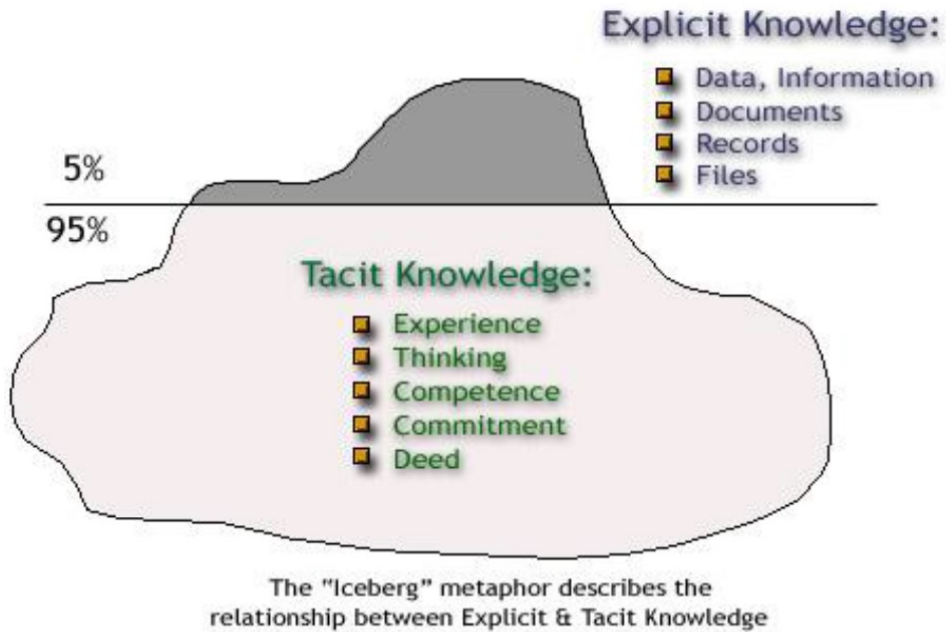 Explicit Knowledge:
Data, Information
Documents
Records
Files
5%
95%
Tacit Knowledge:
Experience
Thinking
Competence
Commitment
Deed
The "Iceberg" metaphor describes the
relationship between Explicit & Tacit Knowledge